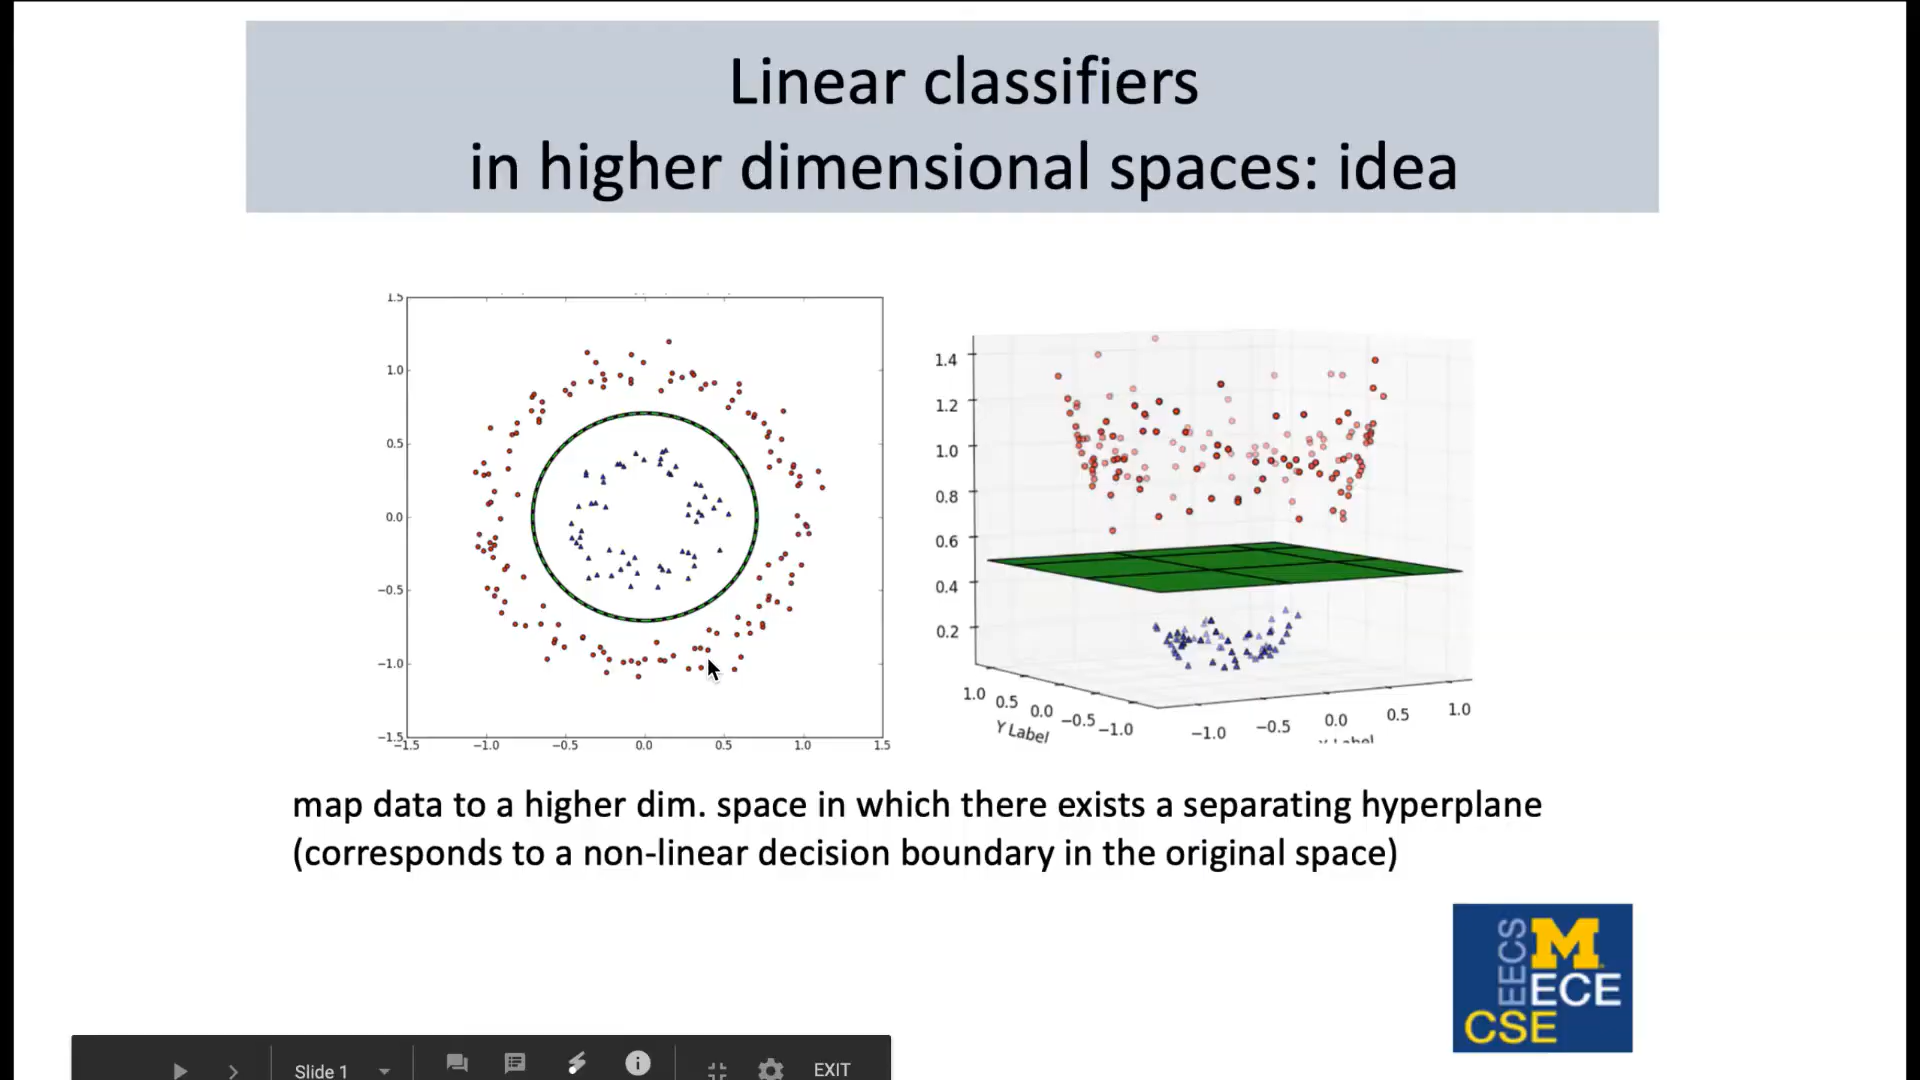 Linear classifiers
in higher dimensional spaces: idea
1.5
1.0
0.5
0.0
−0.5
−1.0
−1.5
−1.5 −1.0 −0.5 0.0 0.5 1.0 1.5
1.4
1.2
1.0
0.8
0.6
0.4
0.2
1.0 0.5 0.0 −0.5 −1.0
Y Label
−1.0 −0.5 0.0 0.5 1.0
map data to a higher dim. space in which there exists a separating hyperplane
(corresponds to a non-linear decision boundary in the original space)
EECS
M
ECE
CSE
Slide 1
EXIT